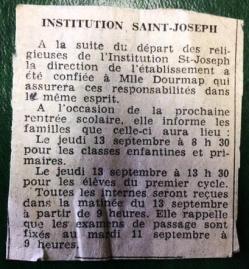 INSTITUTION SAINT-JOSEPH
A la suite du départ des reli-
gieuses de l'Institution St-Joseph
la direction de l'établissement a
été confiée à Mlle Dourmap qui
assurera ces responsabilités dans
le même esprit.
A l'occasion de la prochaine
rentrée scolaire, elle informe les
familles que celle-ci aura lieu :
Le jeudi 13 septembre à 8 h 30
pour les classes enfantines et pri-
maires.
Le jeudi 13 septembre à 13 h 30
pour les élèves du premier cycle.
Toutes les internes seront reçues
dans la matinée du 13 septembre
à partir de 9 heures. Elle rappelle
que les examens de passage sont
fixés au mardi 11 septembre à
9 heures.